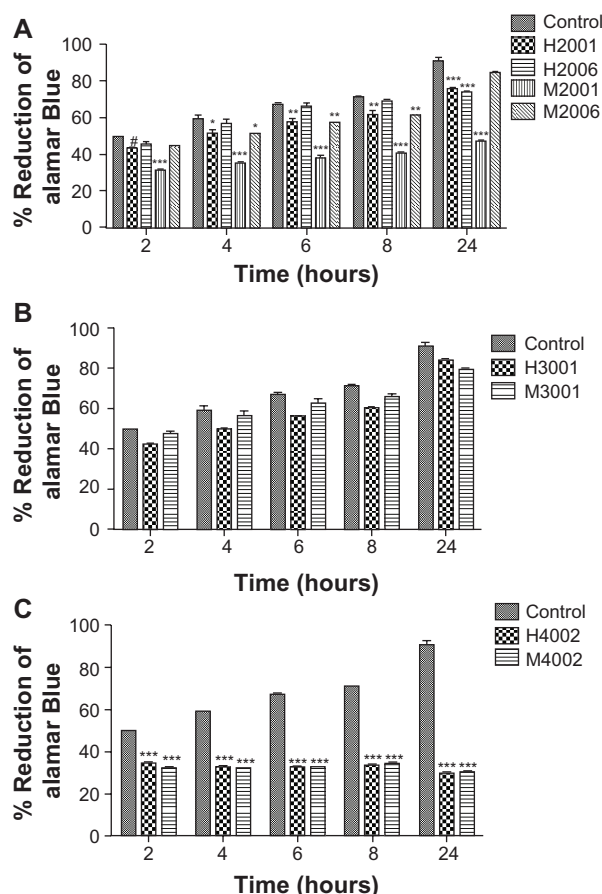 A
% Reduction of
alamar Blue
100
80
60
40
20
0
#
***
*
***
*
**
***
**
**
***
**
***
***
***
2
4
6
8
24
Time (hours)
Control
H2001
H2006
M2001
M2006
B
% Reduction of
alamar Blue
100
80
60
40
20
0
2
4
6
8
24
Time (hours)
Control
H3001
M3001
C
% Reduction of
alamar Blue
100
80
60
40
20
0
*** ***
*** ***
*** ***
*** ***
*** ***
2
4
6
8
24
Time (hours)
Control
H4002
M4002